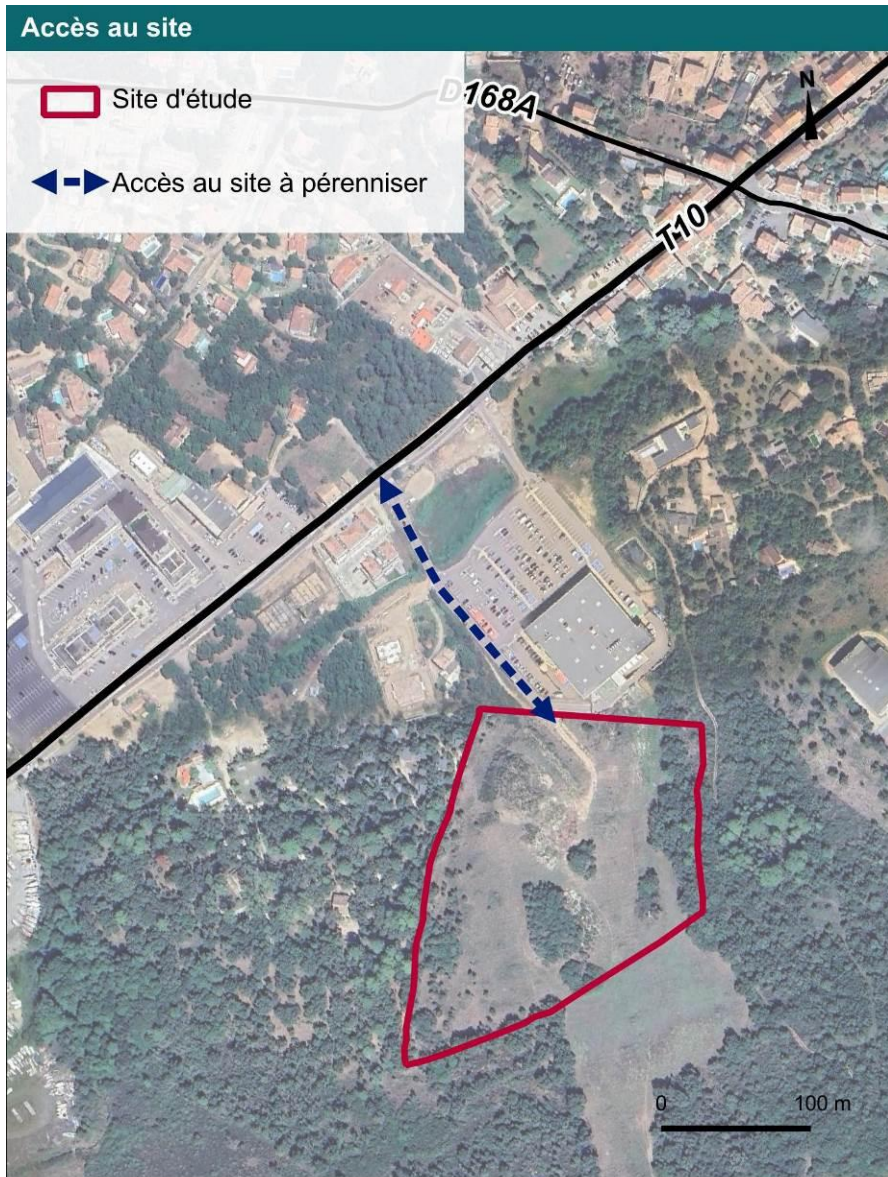 Accès au site
Site d'étude
Accès au site à pérenniser
D168A
N
T10
0 100 m